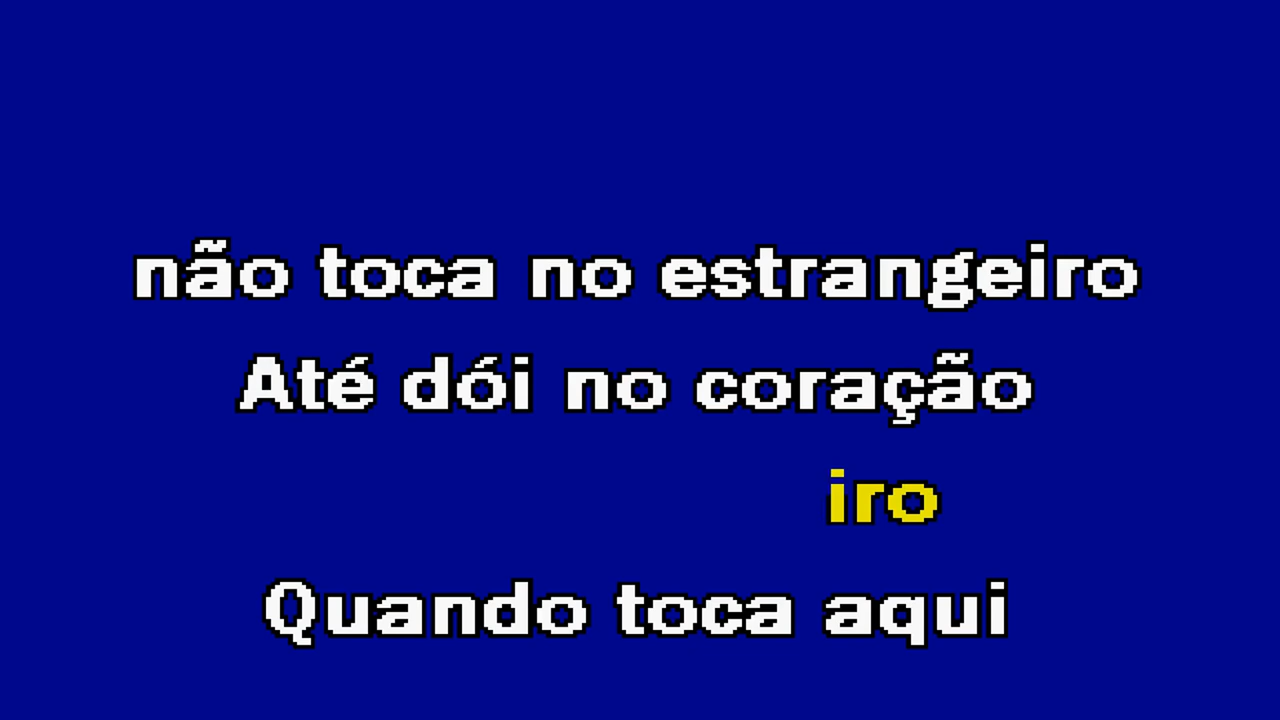 não toca no estrangeiro
Até dói no coração
iro
Quando toca aqui